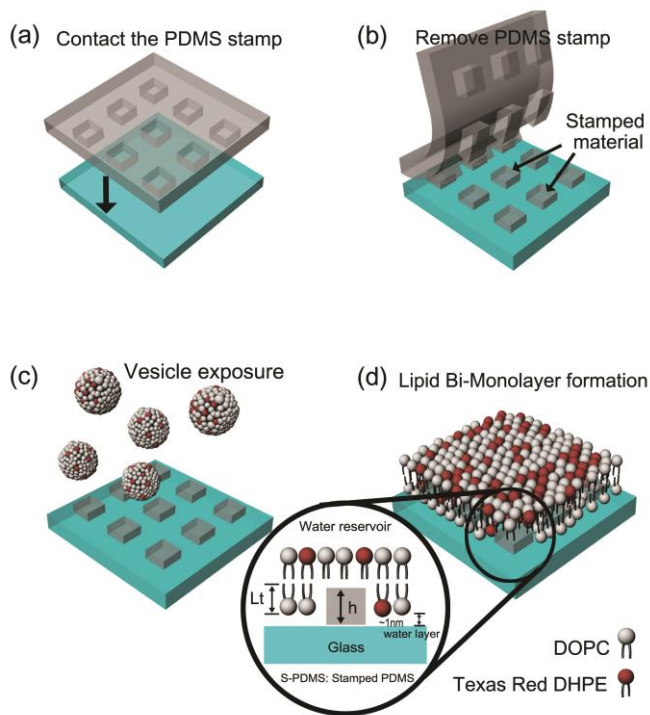 (a) Contact the PDMS stamp
(b) Remove PDMS stamp
Stamped
material
(c) Vesicle exposure
(d) Lipid Bi-Monolayer formation
Water reservoir
Lt
h
~1nm
water layer
Glass
S-PDMS: Stamped PDMS
DOPC
Texas Red DHPE